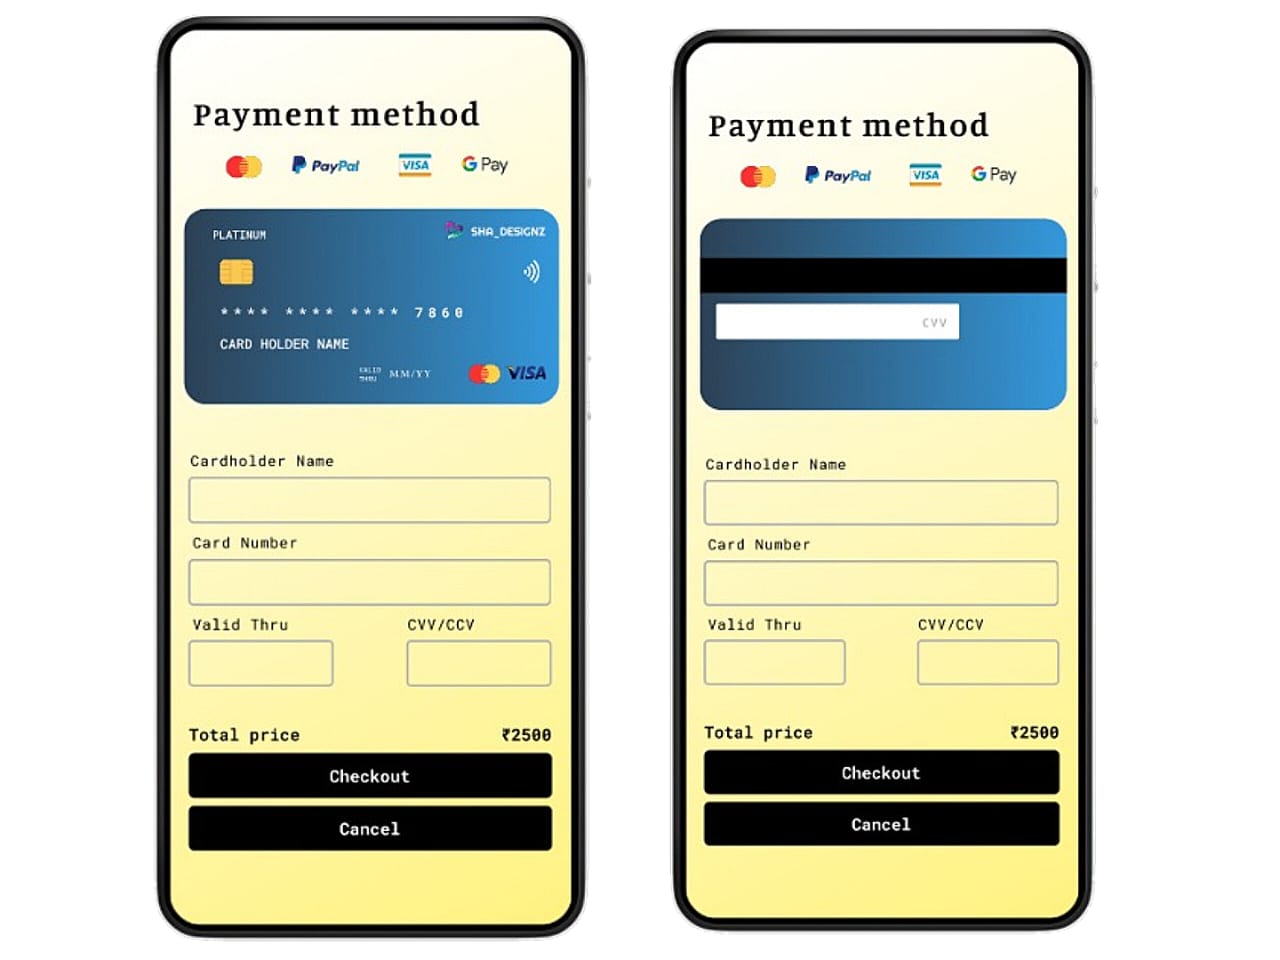 Payment method
PayPal VISA G Pay
PLATINUM SHA_DESIGNZ
**** **** **** 7860
CARD HOLDER NAME
VALID
THRU
MM/YY VISA
Cardholder Name
Card Number
Valid Thru CVV/CCV
Total price ₹2500
Checkout
Cancel
Payment method
PayPal VISA G Pay
CVV
Cardholder Name
Card Number
Valid Thru CVV/CCV
Total price ₹2500
Checkout
Cancel